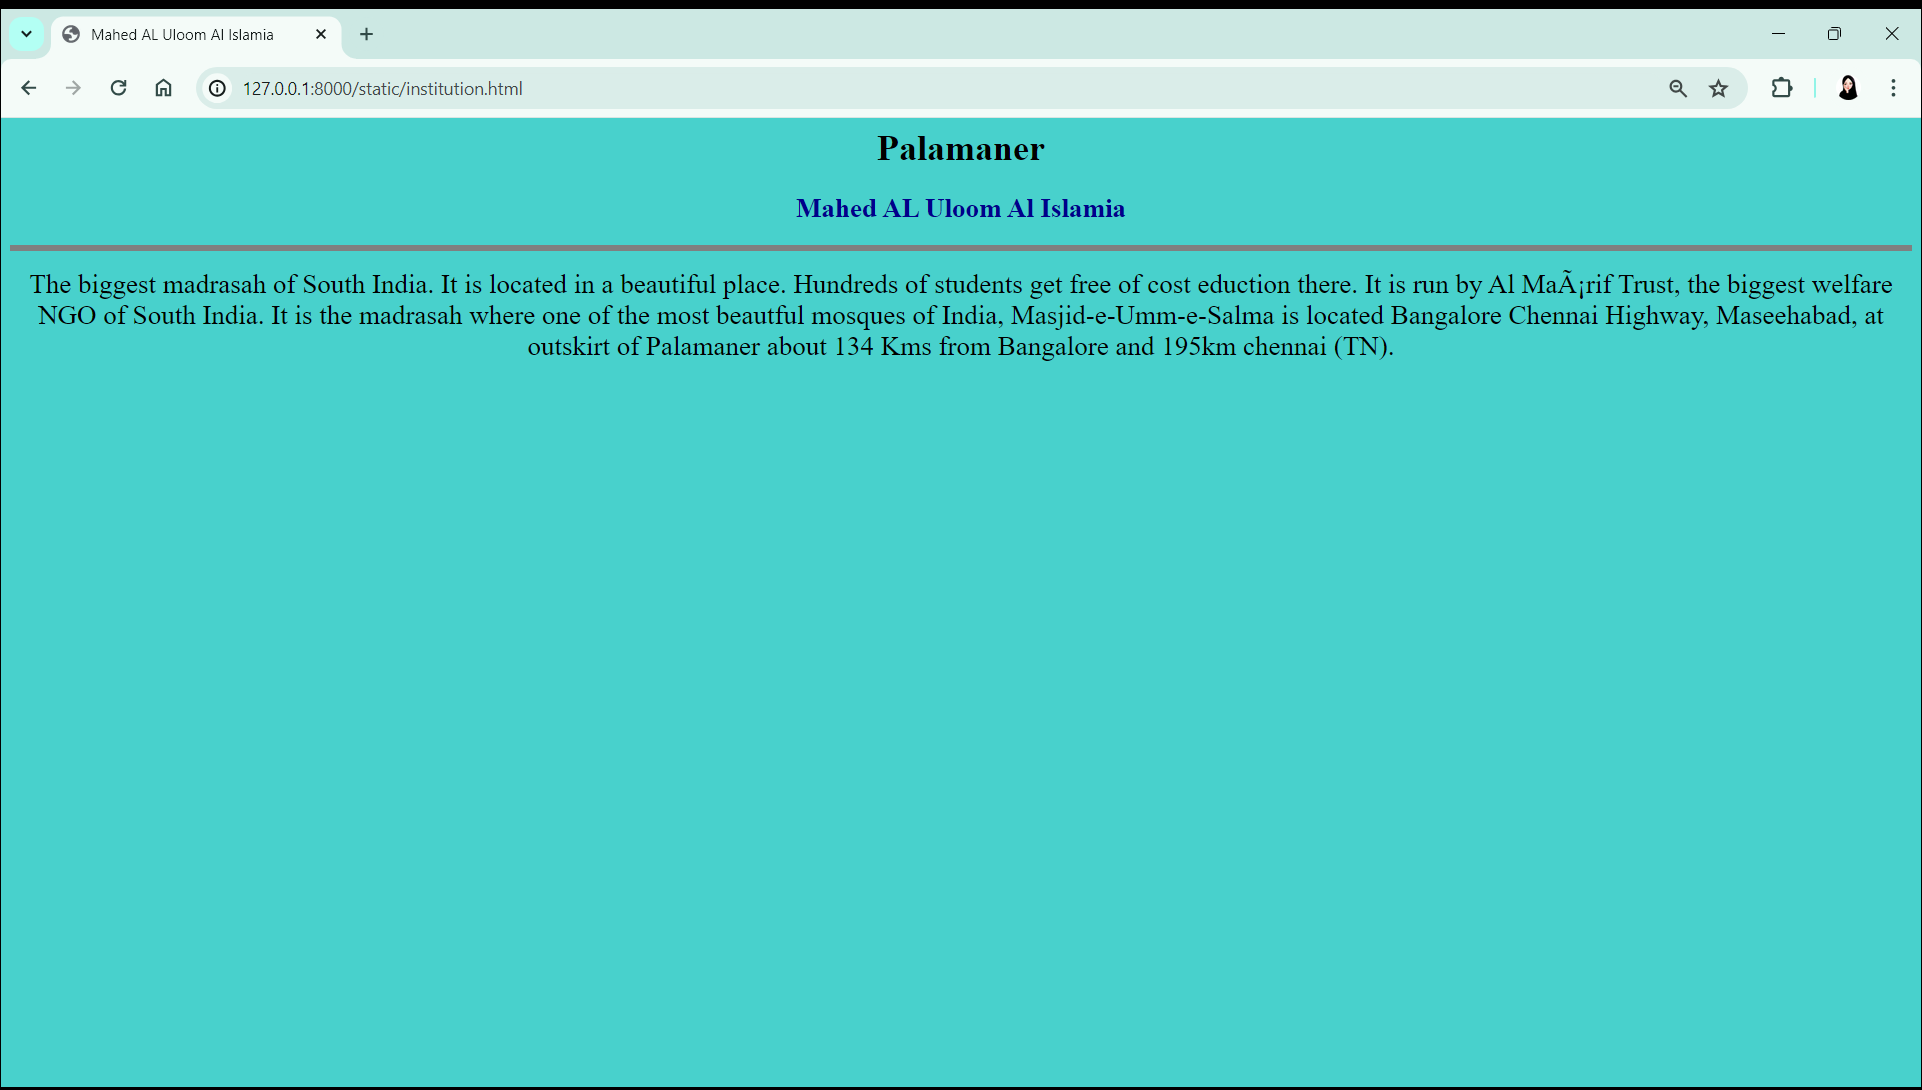 Mahed AL Uloom Al Islamia
127.0.0.1:8000/static/institution.html
Palamaner
Mahed AL Uloom Al Islamia
The biggest madrasah of South India. It is located in a beautiful place. Hundreds of students get free of cost eduction there. It is run by Al MaÃ¡rif Trust, the biggest welfare
NGO of South India. It is the madrasah where one of the most beautful mosques of India, Masjid-e-Umm-e-Salma is located Bangalore Chennai Highway, Maseehabad, at
outskirt of Palamaner about 134 Kms from Bangalore and 195km chennai (TN).